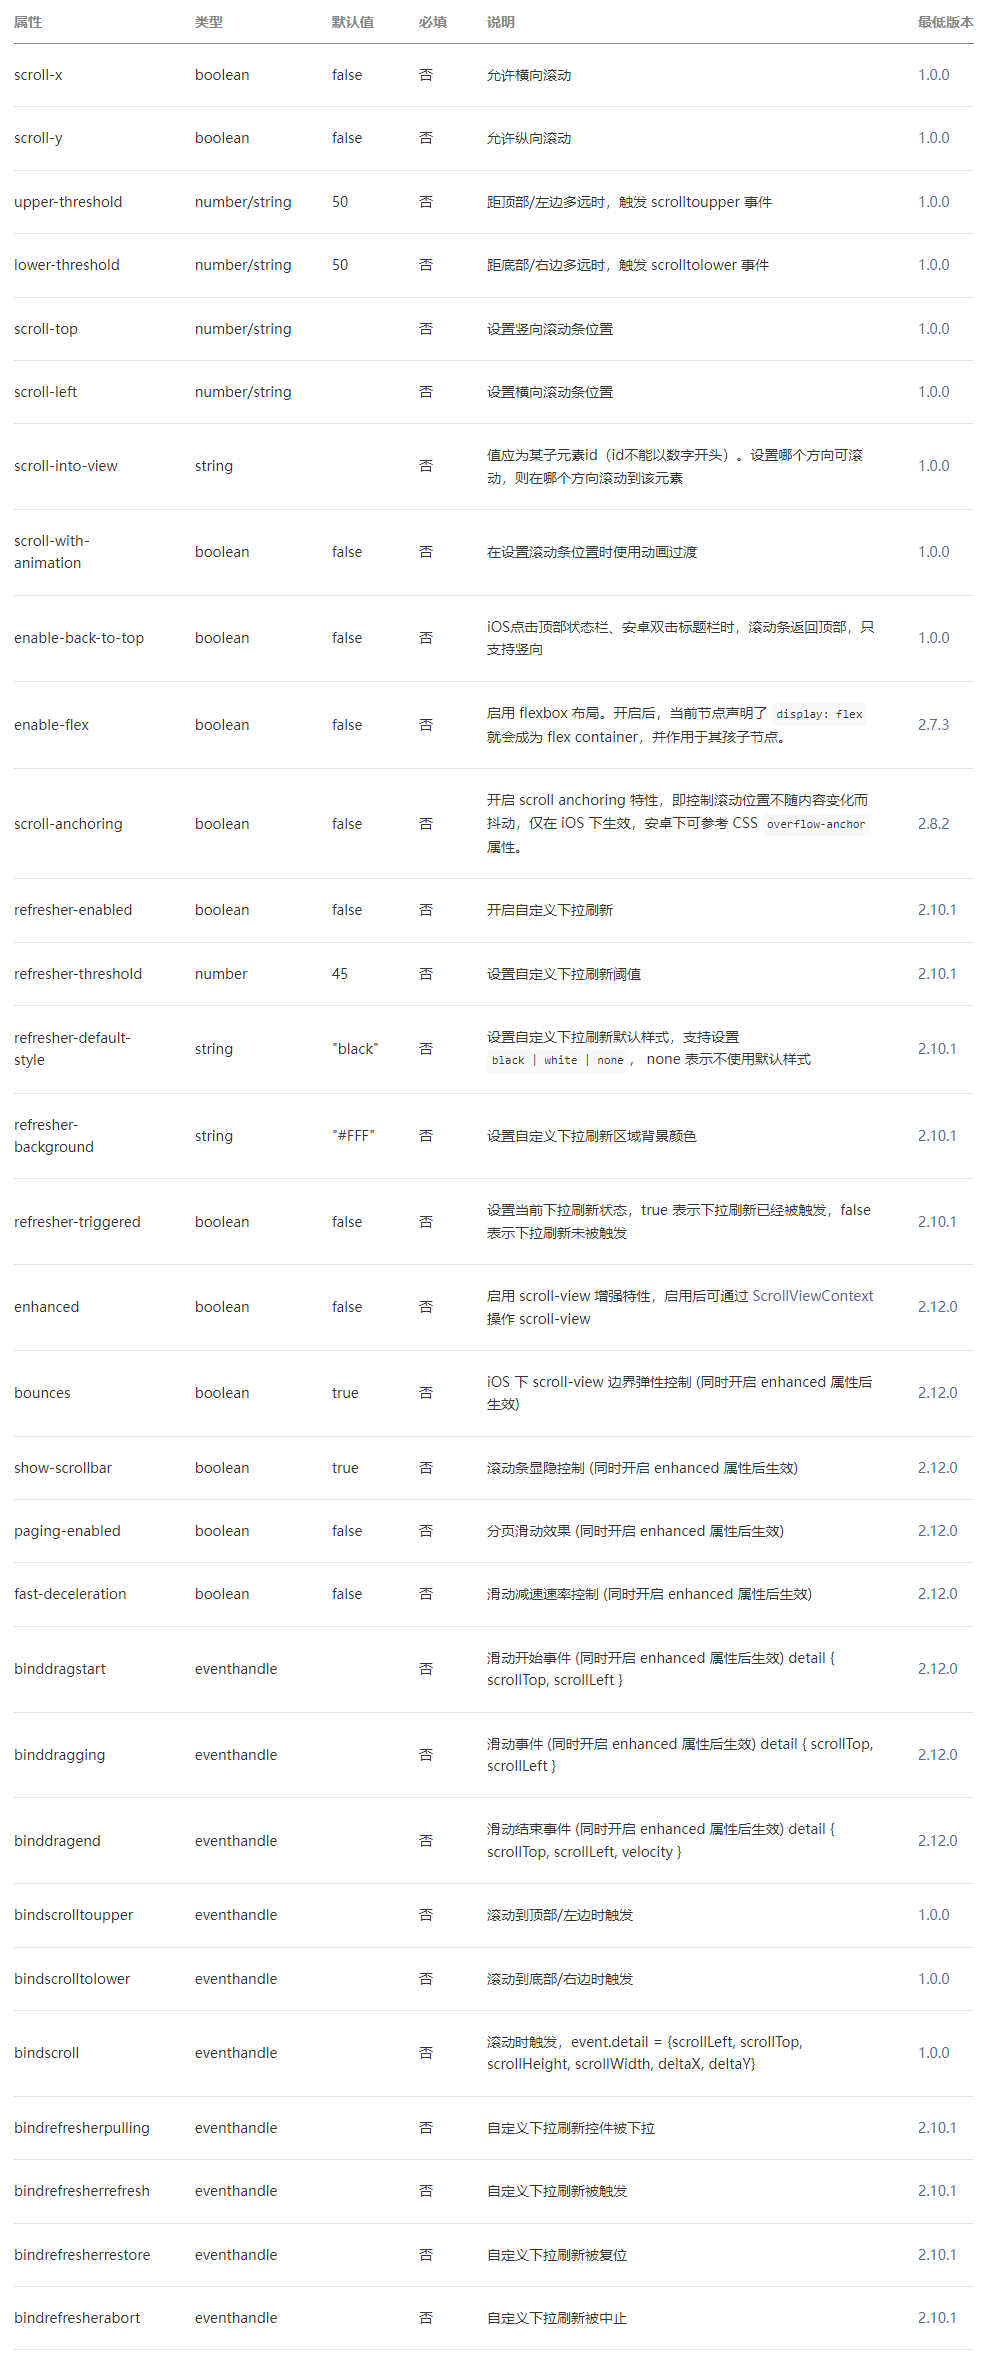 属性 类型 默认值 必填 说明 最低版本
scroll-x boolean false 否 允许横向滚动 1.0.0
scroll-y boolean false 否 允许纵向滚动 1.0.0
upper-threshold number/string 50 否 距顶部/左边多远时，触发 scrolltoupper 事件 1.0.0
lower-threshold number/string 50 否 距底部/右边多远时，触发 scrolltolower 事件 1.0.0
scroll-top number/string 否 设置竖向滚动条位置 1.0.0
scroll-left number/string 否 设置横向滚动条位置 1.0.0
scroll-into-view string 否 值应为某子元素id（id不能以数字开头）。设置哪个方向可滚
动，则在哪个方向滚动到该元素 1.0.0
scroll-with-
animation boolean false 否 在设置滚动条位置时使用动画过渡 1.0.0
enable-back-to-top boolean false 否 iOS点击顶部状态栏、安卓双击标题栏时，滚动条返回顶部，只
支持竖向 1.0.0
enable-flex boolean false 否 启用 flexbox 布局。开启后，当前节点声明了 display: flex
就会成为 flex container，并作用于其孩子节点。 2.7.3
scroll-anchoring boolean false 否 开启 scroll anchoring 特性，即控制滚动位置不随内容变化而
抖动，仅在 iOS 下生效，安卓下可参考 CSS overflow-anchor
属性。 2.8.2
refresher-enabled boolean false 否 开启自定义下拉刷新 2.10.1
refresher-threshold number 45 否 设置自定义下拉刷新阈值 2.10.1
refresher-default-
style string "black" 否 设置自定义下拉刷新默认样式，支持设置
black | white | none ， none 表示不使用默认样式 2.10.1
refresher-
background string "#FFF" 否 设置自定义下拉刷新区域背景颜色 2.10.1
refresher-triggered boolean false 否 设置当前下拉刷新状态，true 表示下拉刷新已经被触发，false
表示下拉刷新未被触发 2.10.1
enhanced boolean false 否 启用 scroll-view 增强特性，启用后可通过 ScrollViewContext
操作 scroll-view 2.12.0
bounces boolean true 否 iOS 下 scroll-view 边界弹性控制 (同时开启 enhanced 属性后
生效) 2.12.0
show-scrollbar boolean true 否 滚动条显隐控制 (同时开启 enhanced 属性后生效) 2.12.0
paging-enabled boolean false 否 分页滑动效果 (同时开启 enhanced 属性后生效) 2.12.0
fast-deceleration boolean false 否 滑动减速速率控制 (同时开启 enhanced 属性后生效) 2.12.0
binddragstart eventhandle 否 滑动开始事件 (同时开启 enhanced 属性后生效) detail {
scrollTop, scrollLeft } 2.12.0
binddragging eventhandle 否 滑动事件 (同时开启 enhanced 属性后生效) detail { scrollTop,
scrollLeft } 2.12.0
binddragend eventhandle 否 滑动结束事件 (同时开启 enhanced 属性后生效) detail {
scrollTop, scrollLeft, velocity } 2.12.0
bindscrolltoupper eventhandle 否 滚动到顶部/左边时触发 1.0.0
bindscrolltolower eventhandle 否 滚动到底部/右边时触发 1.0.0
bindscroll eventhandle 否 滚动时触发，event.detail = {scrollLeft, scrollTop,
scrollHeight, scrollWidth, deltaX, deltaY} 1.0.0
bindrefresherpulling eventhandle 否 自定义下拉刷新控件被下拉 2.10.1
bindrefresherrefresh eventhandle 否 自定义下拉刷新被触发 2.10.1
bindrefresherrestore eventhandle 否 自定义下拉刷新被复位 2.10.1
bindrefresherabort eventhandle 否 自定义下拉刷新被中止 2.10.1